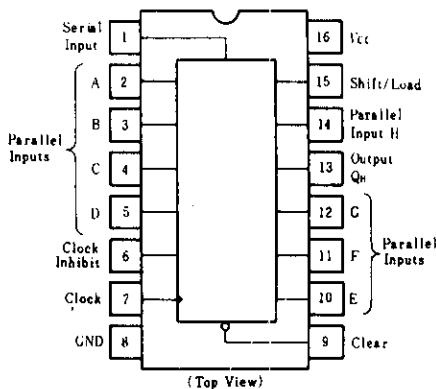 Serial
Input
1
16
Vcc
A
2
15
Shift/Load
B
3
14
Parallel
Input H
Parallel
Inputs
C
4
13
Output
QH
D
5
12
G
Clock
Inhibit
6
11
F
Parallel
Inputs
Clock
7
10
E
GND
8
9
Clear
(Top View)